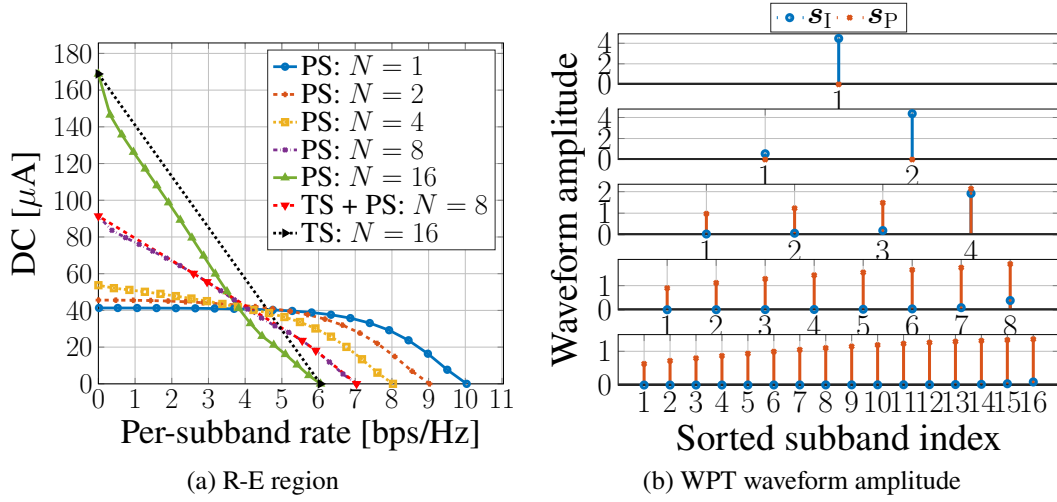 DC [μA]
180
160
140
120
100
80
60
40
20
0
0 1 2 3 4 5 6 7 8 9 10 11
Per-subband rate [bps/Hz]
PS: N = 1
PS: N = 2
PS: N = 4
PS: N = 8
PS: N = 16
TS + PS: N = 8
TS: N = 16
(a) R-E region
s_I s_P
Waveform amplitude
4
2
0
1
4
2
0
1 2
2
1
0
1 2 3 4
1
0
1 2 3 4 5 6 7 8
1
0
1 2 3 4 5 6 7 8 9 10 11 12 13 14 15 16
Sorted subband index
(b) WPT waveform amplitude